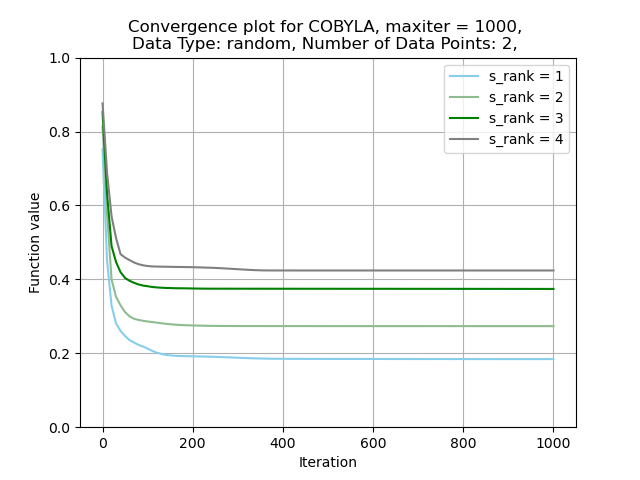 Convergence plot for COBYLA, maxiter = 1000,
Data Type: random, Number of Data Points: 2,
1.0
0.8
0.6
0.4
0.2
0.0
Function value
s_rank = 1
s_rank = 2
s_rank = 3
s_rank = 4
0 200 400 600 800 1000
Iteration